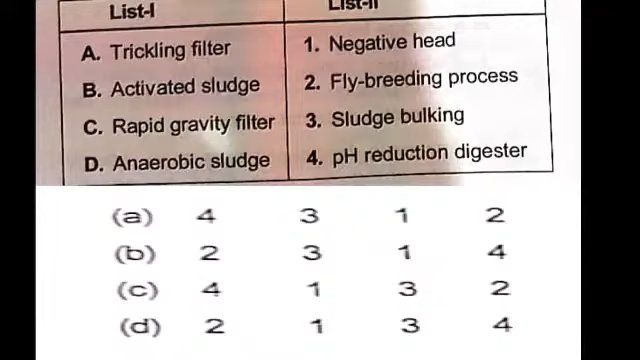 List-I List-II
A. Trickling filter 1. Negative head
B. Activated sludge 2. Fly-breeding process
C. Rapid gravity filter 3. Sludge bulking
D. Anaerobic sludge 4. pH reduction digester
(a) 4 3 1 2
(b) 2 3 1 4
(c) 4 1 3 2
(d) 2 1 3 4